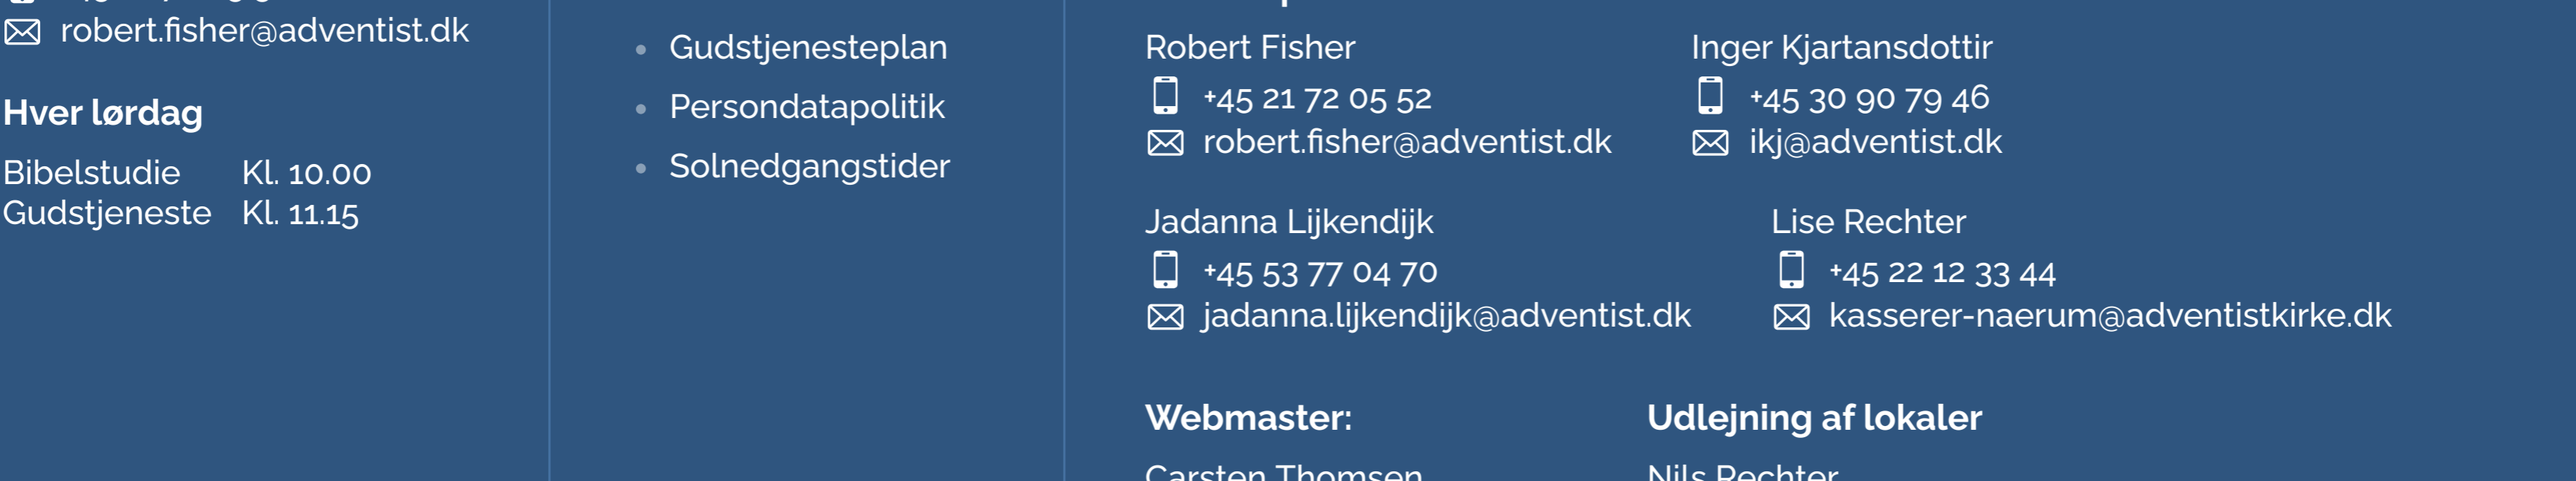 robert.fisher@adventist.dk
Hver lørdag
Bibelstudie Kl. 10.00
Gudstjeneste Kl. 11.15
Gudstjenesteplan
Persondatapolitik
Solnedgangstider
Robert Fisher
+45 21 72 05 52
robert.fisher@adventist.dk
Inger Kjartansdottir
+45 30 90 79 46
ikj@adventist.dk
Jadanna Lijkendijk
+45 53 77 04 70
jadanna.lijkendijk@adventist.dk
Lise Rechter
+45 22 12 33 44
kasserer-naerum@adventistkirke.dk
Webmaster:
Carsten Thomsen
Udlejning af lokaler
Nils Rechter